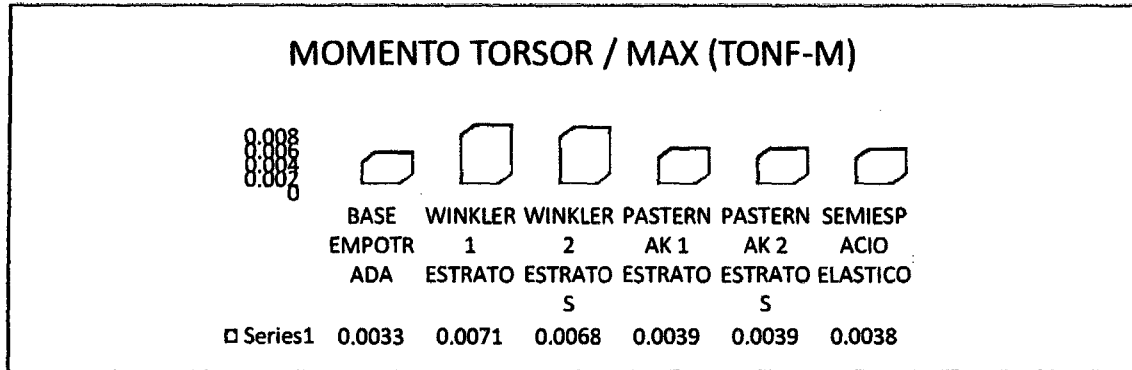 MOMENTO TORSOR / MAX (TONF-M)
0.008
0.006
0.004
0.002
0
BASE WINKLER WINKLER PASTERN PASTERN SEMIESP
EMPOTR 1 2 AK 1 AK 2 ACIO
ADA ESTRATO ESTRATO ESTRATO ESTRATO ELASTICO
S S
Series1 0.0033 0.0071 0.0068 0.0039 0.0039 0.0038